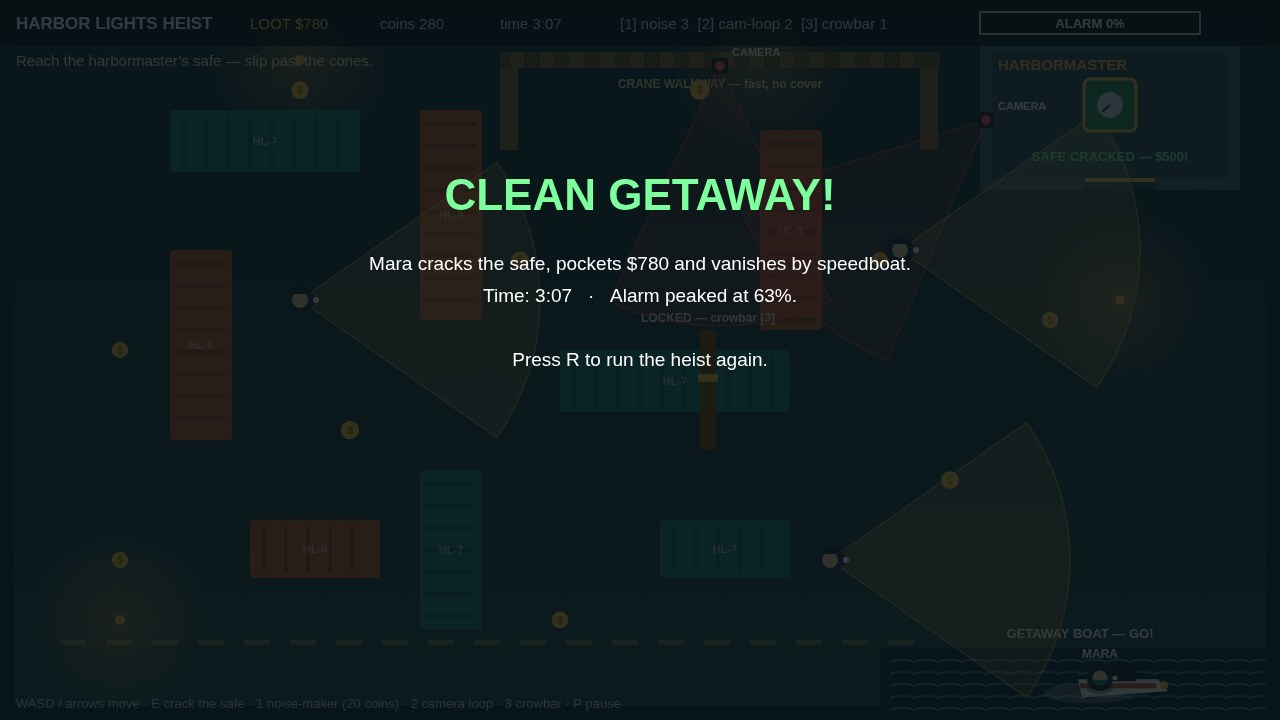 HARBOR LIGHTS HEIST LOOT $780 coins 280 time 3:07 [1] noise 3 [2] cam-loop 2 [3] crowbar 1 ALARM 0%
Reach the harbormaster's safe — slip past the cones.
CAMERA
HARBORMASTER
CRANE WALKWAY — fast, no cover
$
$
CAMERA
HL-7
SAFE CRACKED — $500!
CLEAN GETAWAY!
HL-9
HL-9
Mara cracks the safe, pockets $780 and vanishes by speedboat.
Time: 3:07 · Alarm peaked at 63%.
LOCKED — crowbar [3]
$
HL-9
$
Press R to run the heist again.
HL-7
$
$
HL-9
HL-7
HL-7
$
$
GETAWAY BOAT — GO!
MARA
WASD / arrows move · E crack the safe · 1 noise-maker (20 coins) · 2 camera loop · 3 crowbar · P pause